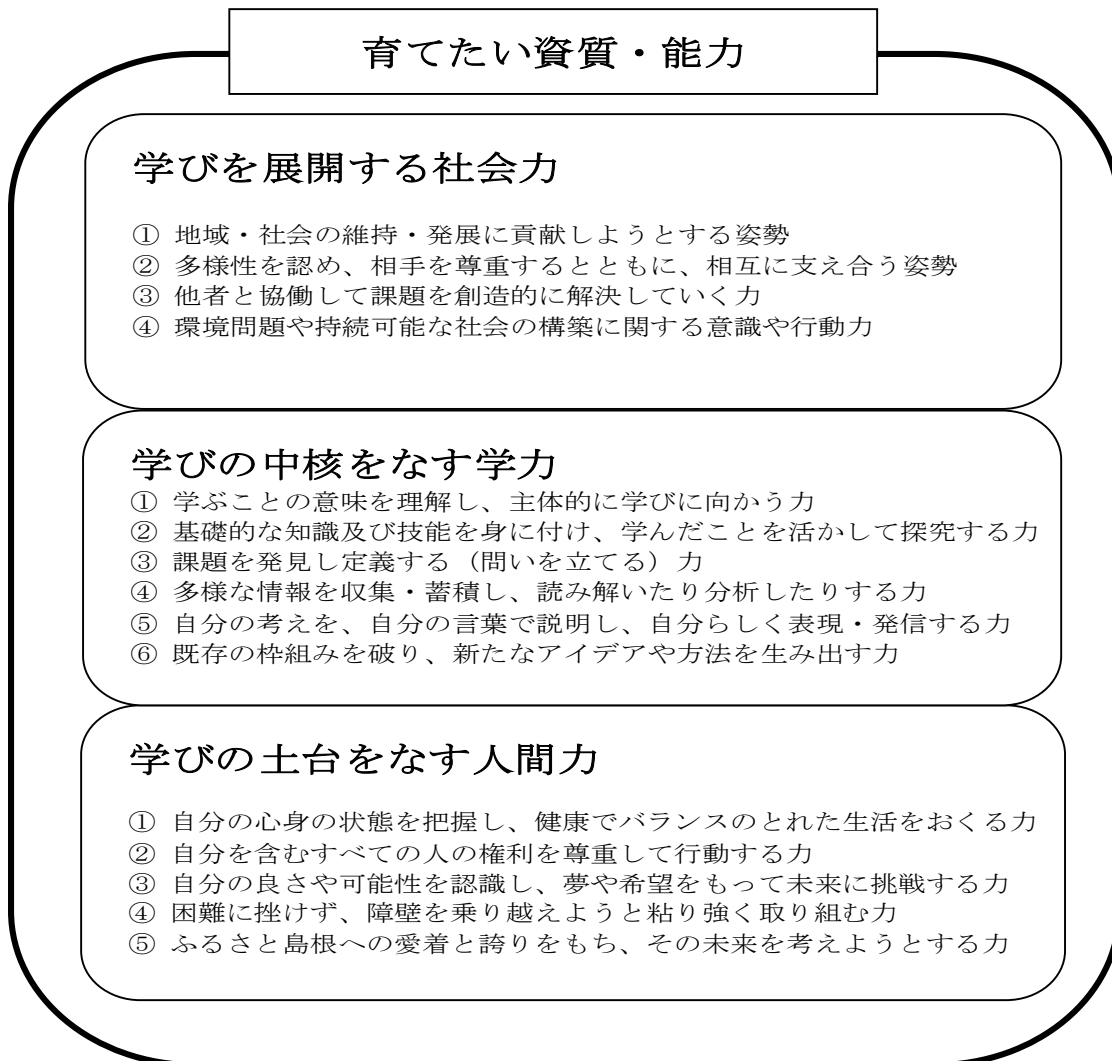 育てたい資質・能力
学びを展開する社会力
① 地域・社会の維持・発展に貢献しようとする姿勢
② 多様性を認め、相手を尊重するとともに、相互に支え合う姿勢
③ 他者と協働して課題を創造的に解決していく力
④ 環境問題や持続可能な社会の構築に関する意識や行動力
学びの中核をなす学力
① 学ぶことの意味を理解し、主体的に学びに向かう力
② 基礎的な知識及び技能を身に付け、学んだことを活かして探究する力
③ 課題を発見し定義する（問いを立てる）力
④ 多様な情報を収集・蓄積し、読み解いたり分析したりする力
⑤ 自分の考えを、自分の言葉で説明し、自分らしく表現・発信する力
⑥ 既存の枠組みを破り、新たなアイデアや方法を生み出す力
学びの土台をなす人間力
① 自分の心身の状態を把握し、健康でバランスのとれた生活をおくる力
② 自分を含むすべての人の権利を尊重して行動する力
③ 自分の良さや可能性を認識し、夢や希望をもって未来に挑戦する力
④ 困難に挫けず、障壁を乗り越えようと粘り強く取り組む力
⑤ ふるさと島根への愛着と誇りをもち、その未来を考えようとする力